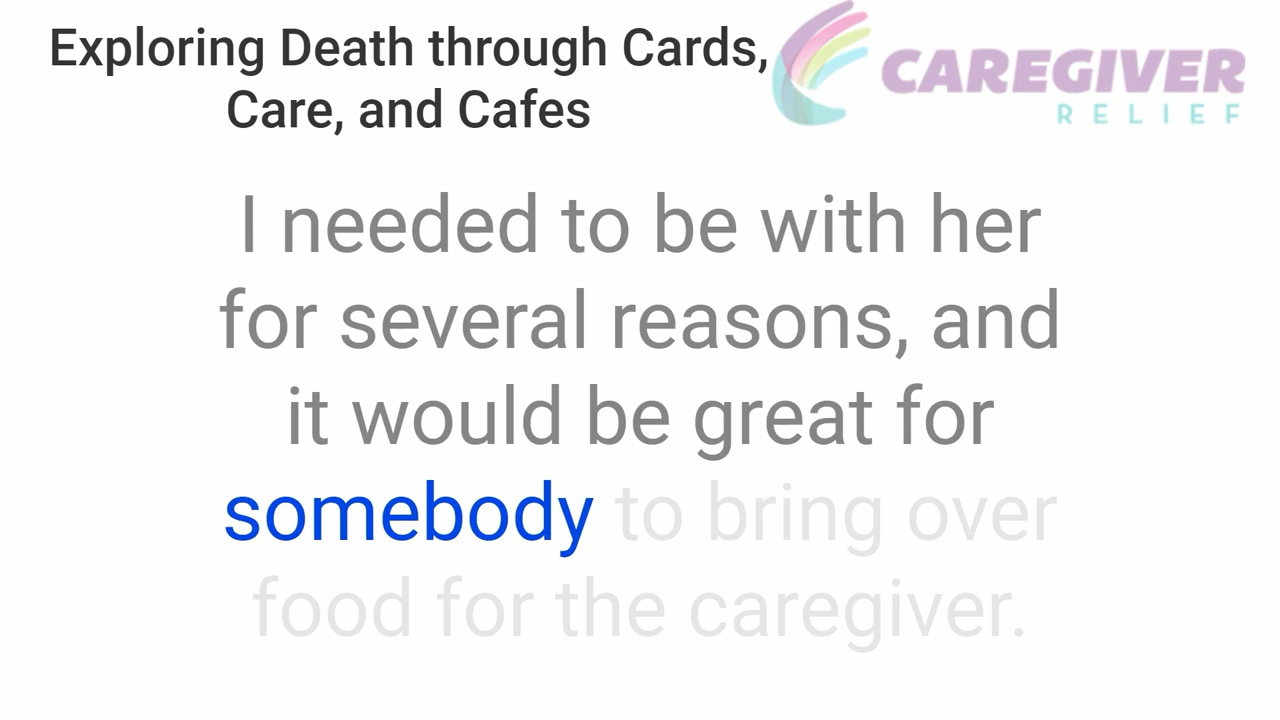 Exploring Death through Cards,
Care, and Cafes
CAREGIVER
RELIEF
I needed to be with her
for several reasons, and
it would be great for
somebody to bring over
food for the caregiver.